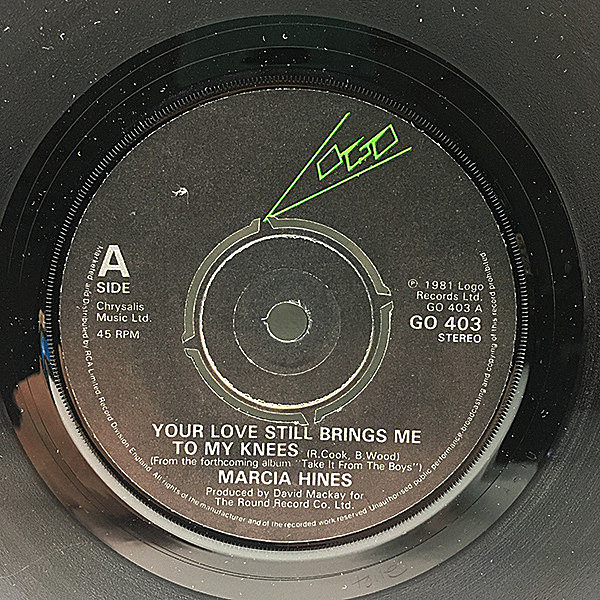 LOGO
A
SIDE
Chrysalis
Music Ltd.
45 RPM
℗ 1981 Logo
Records Ltd.
GO 403 A
GO 403
STEREO
YOUR LOVE STILL BRINGS ME
TO MY KNEES (R.Cook, B.Wood)
(From the forthcoming album "Take It From The Boys")
MARCIA HINES
Produced by David Mackay for
The Round Record Co. Ltd.
Marketed and Distributed by RCA Limited Record Division, England. All rights of the manufacturer and of the recorded work reserved. Unauthorised public performance, broadcasting and copying of this record prohibited